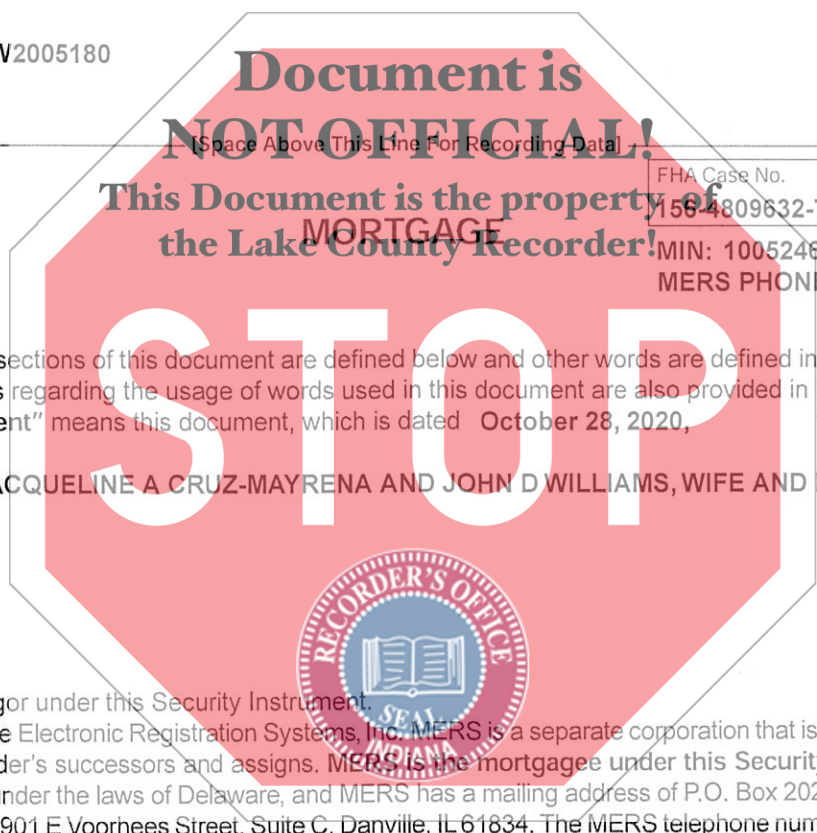 W2005180
Document is
NOT OFFICIAL!
[Space Above This Line For Recording Data]
This Document is the property of
the Lake County Recorder!
FHA Case No.
156-4809632-7
MORTGAGE
MIN: 1005246
MERS PHONE
STOP
sections of this document are defined below and other words are defined in
s regarding the usage of words used in this document are also provided in
ent" means this document, which is dated October 28, 2020,
ACQUELINE A CRUZ-MAYRENA AND JOHN D WILLIAMS, WIFE AND
RECORDER'S OFFICE
SEAL
INDIANA
gor under this Security Instrument.
e Electronic Registration Systems, Inc. MERS is a separate corporation that is
der's successors and assigns. MERS is the mortgagee under this Security
nder the laws of Delaware, and MERS has a mailing address of P.O. Box 202
901 E Voorhees Street, Suite C, Danville, IL 61834. The MERS telephone num